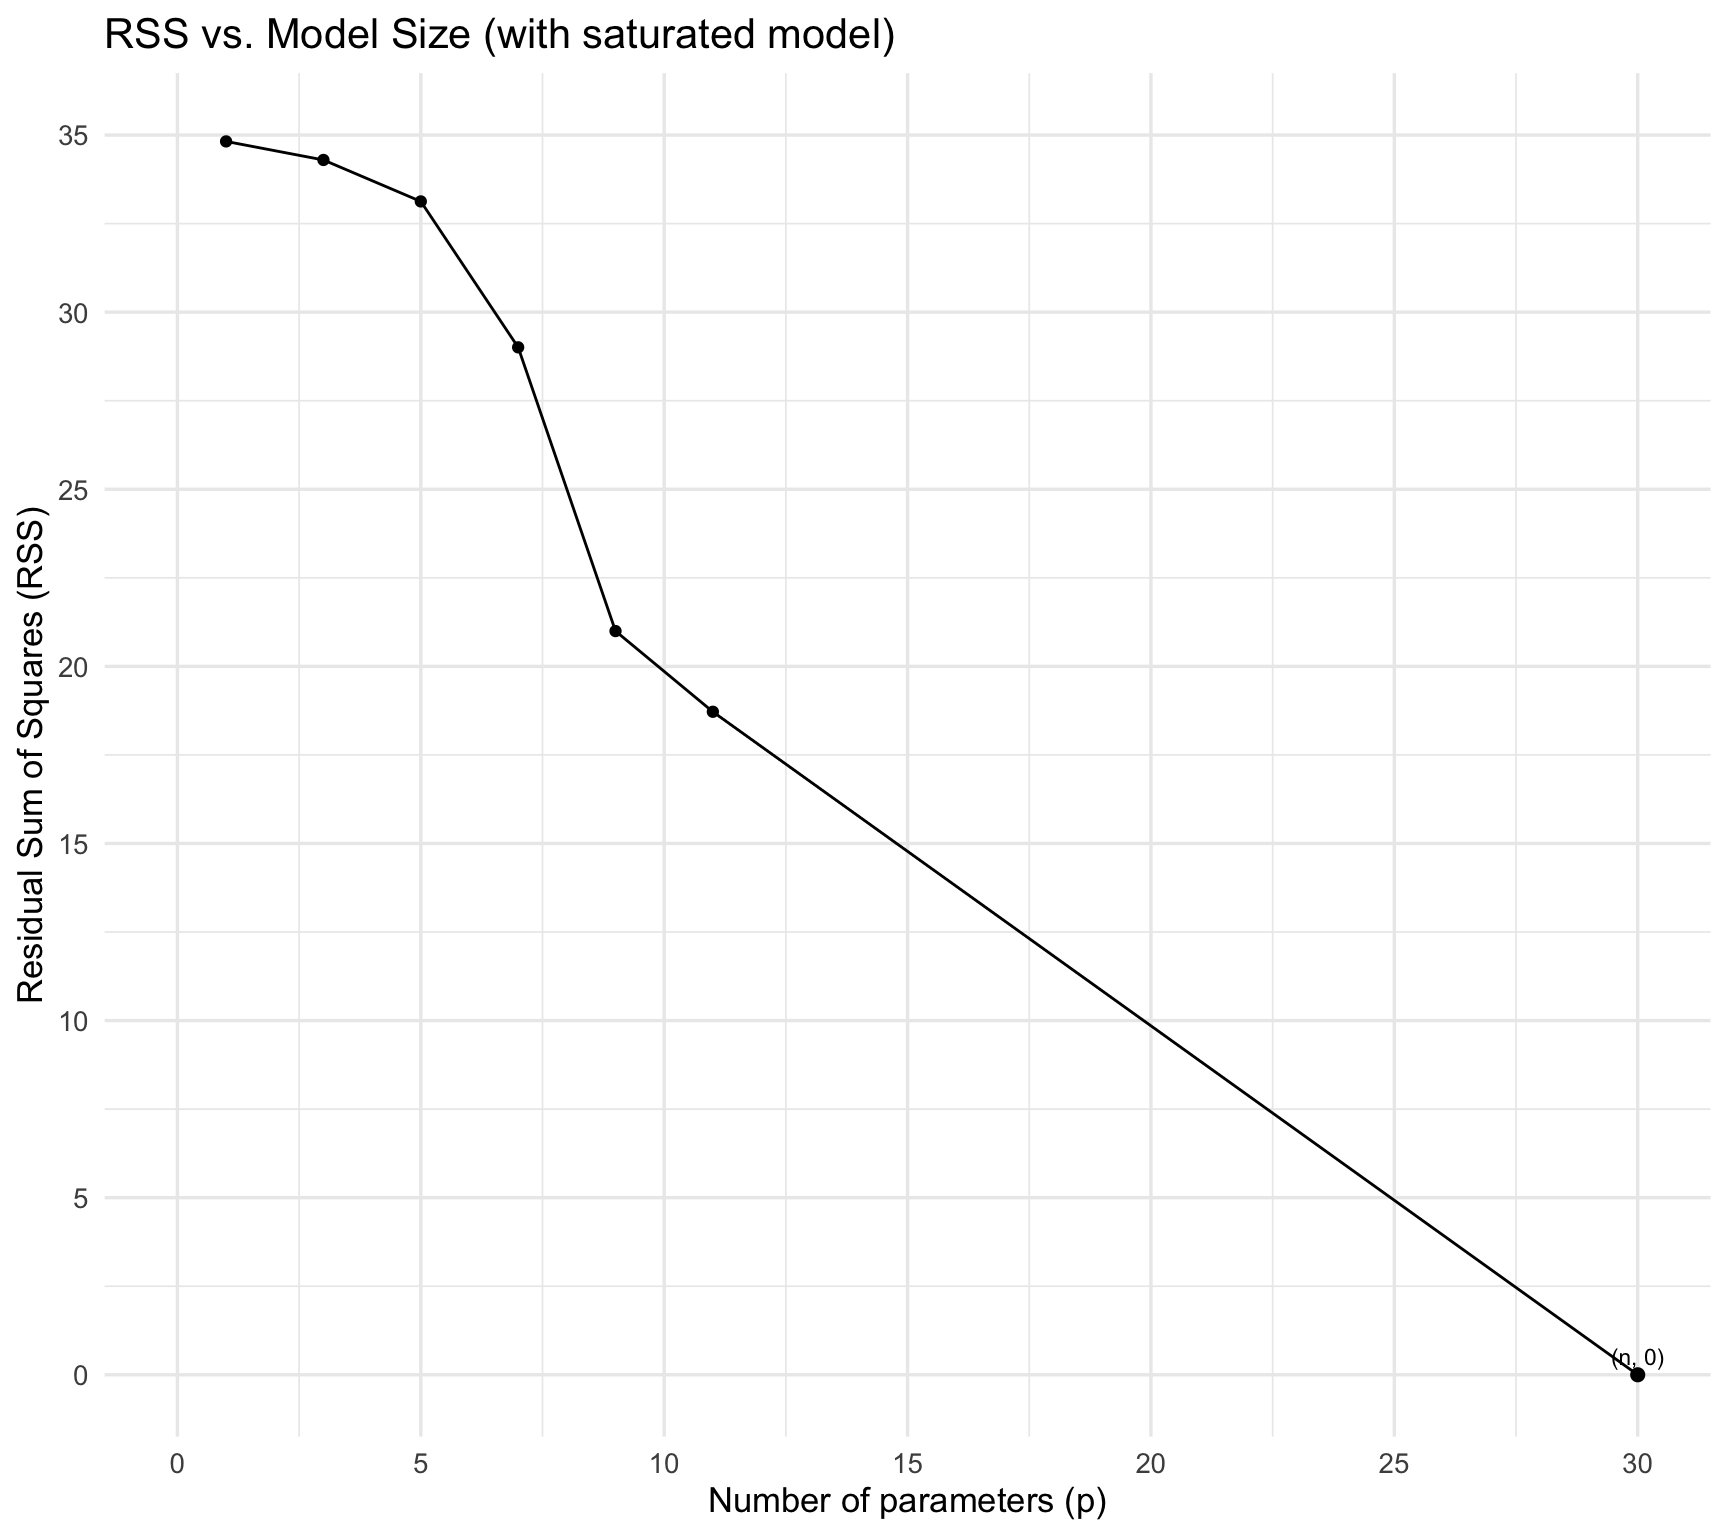 RSS vs. Model Size (with saturated model)
Residual Sum of Squares (RSS)
35
30
25
20
15
10
5
0
(n, 0)
0 5 10 15 20 25 30
Number of parameters (p)